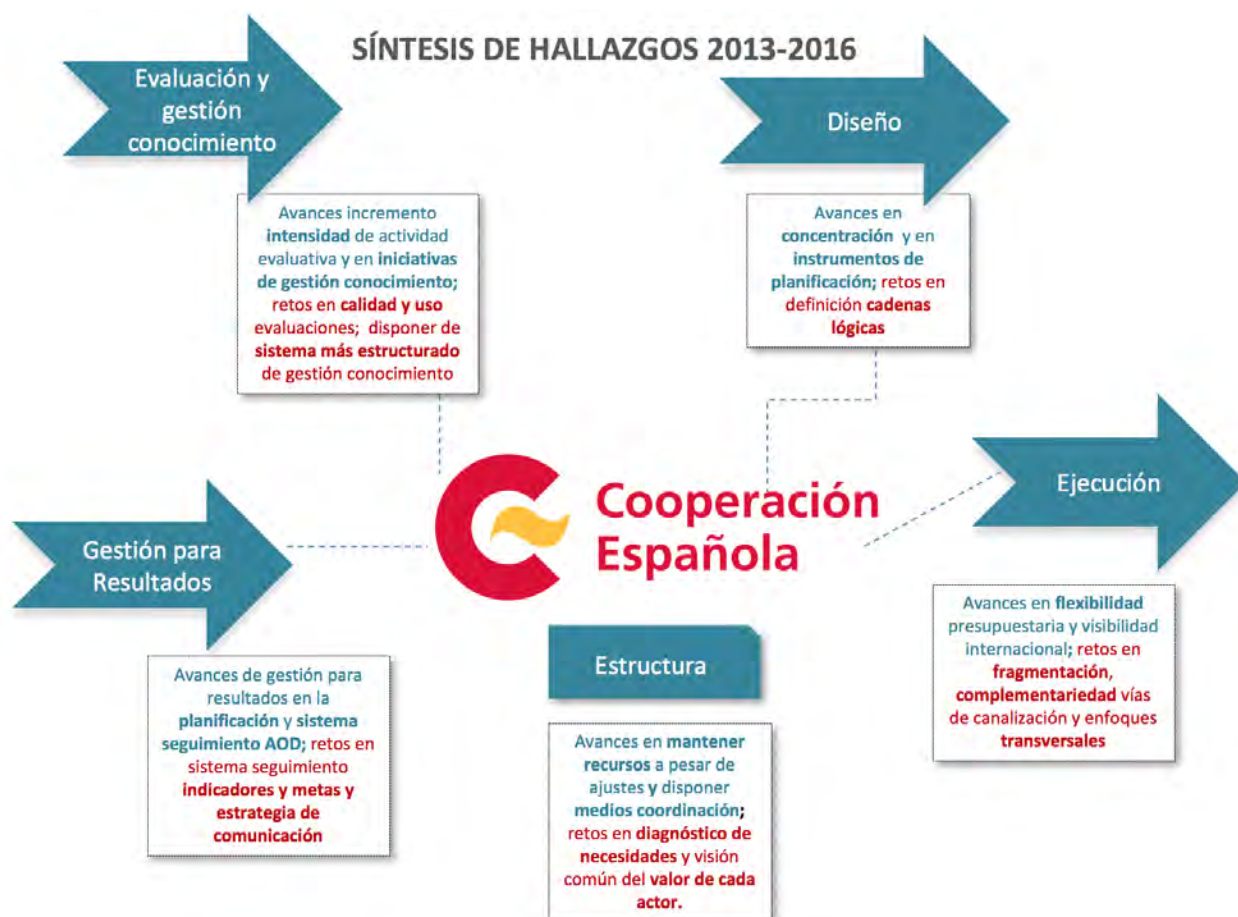 SÍNTESIS DE HALLAZGOS 2013-2016
Evaluación y
gestión
conocimiento
Avances incremento
intensidad de actividad
evaluativa y en iniciativas
de gestión conocimiento;
retos en calidad y uso
evaluaciones; disponer de
sistema más estructurado
de gestión conocimiento
Diseño
Avances en
concentración y en
instrumentos de
planificación; retos en
definición cadenas
lógicas
Gestión para
Resultados
Avances de gestión para
resultados en la
planificación y sistema
seguimiento AOD; retos en
sistema seguimiento
indicadores y metas y
estrategia de
comunicación
Cooperación
Española
Ejecución
Avances en flexibilidad
presupuestaria y visibilidad
internacional; retos en
fragmentación,
complementariedad vías
de canalización y enfoques
transversales
Estructura
Avances en mantener
recursos a pesar de
ajustes y disponer
medios coordinación;
retos en diagnóstico de
necesidades y visión
común del valor de cada
actor.